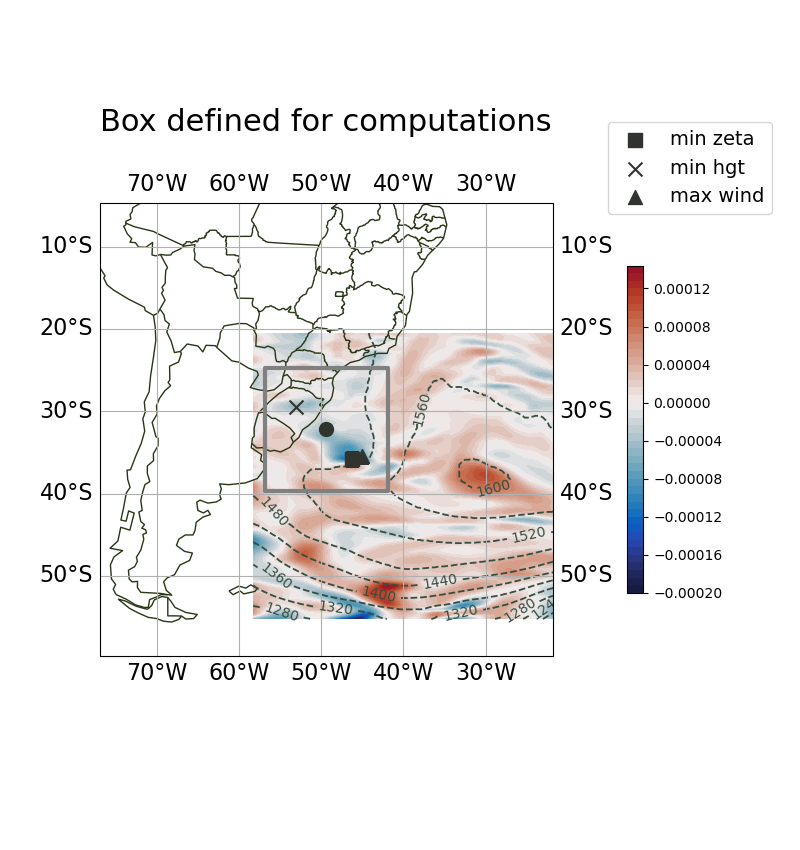 Box defined for computations
min zeta
min hgt
max wind
70°W 60°W 50°W 40°W 30°W
10°S 10°S
20°S 20°S
30°S 30°S
40°S 40°S
50°S 50°S
70°W 60°W 50°W 40°W 30°W
1560
1600
1480
1520
1360
1440
1400
1280
1320
1320
1280
0.00012
0.00008
0.00004
0.00000
−0.00004
−0.00008
−0.00012
−0.00016
−0.00020